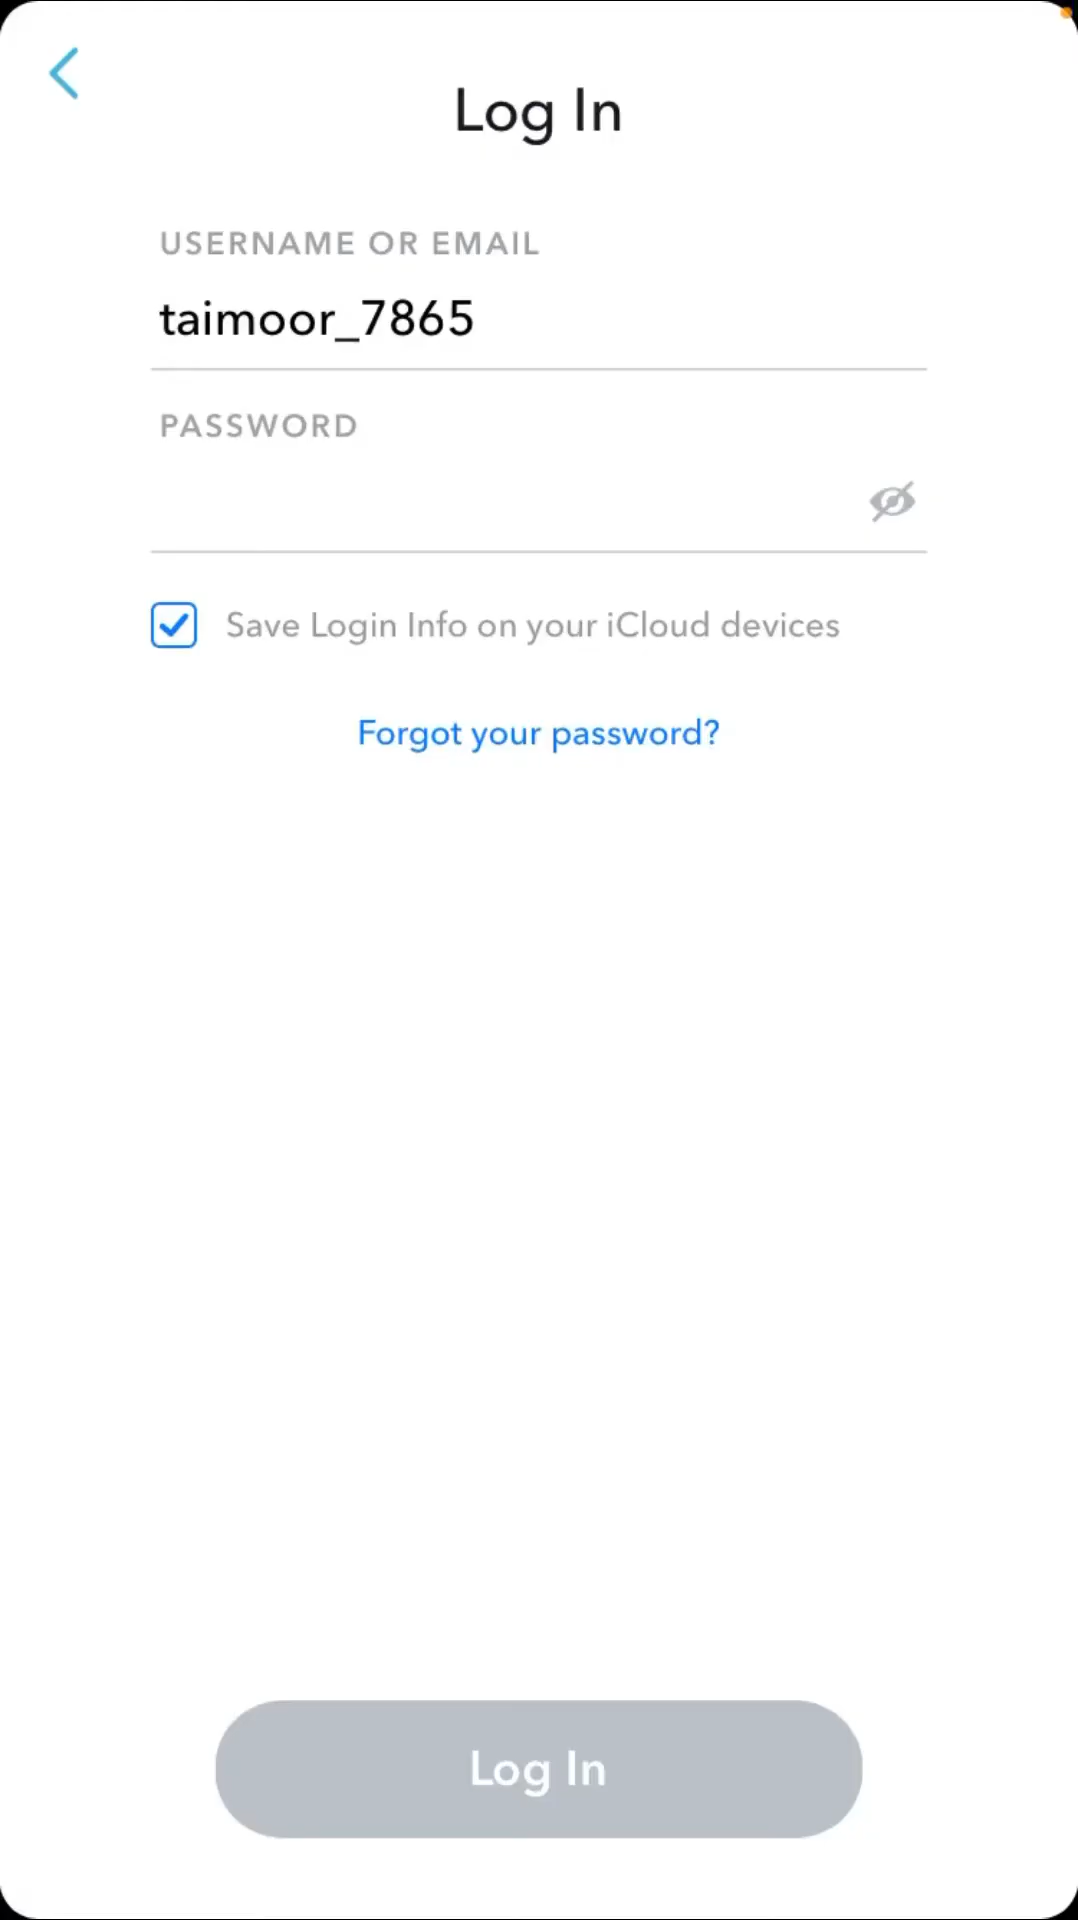 Log In
USERNAME OR EMAIL
taimoor_7865
PASSWORD
Save Login Info on your iCloud devices
Forgot your password?
Log In